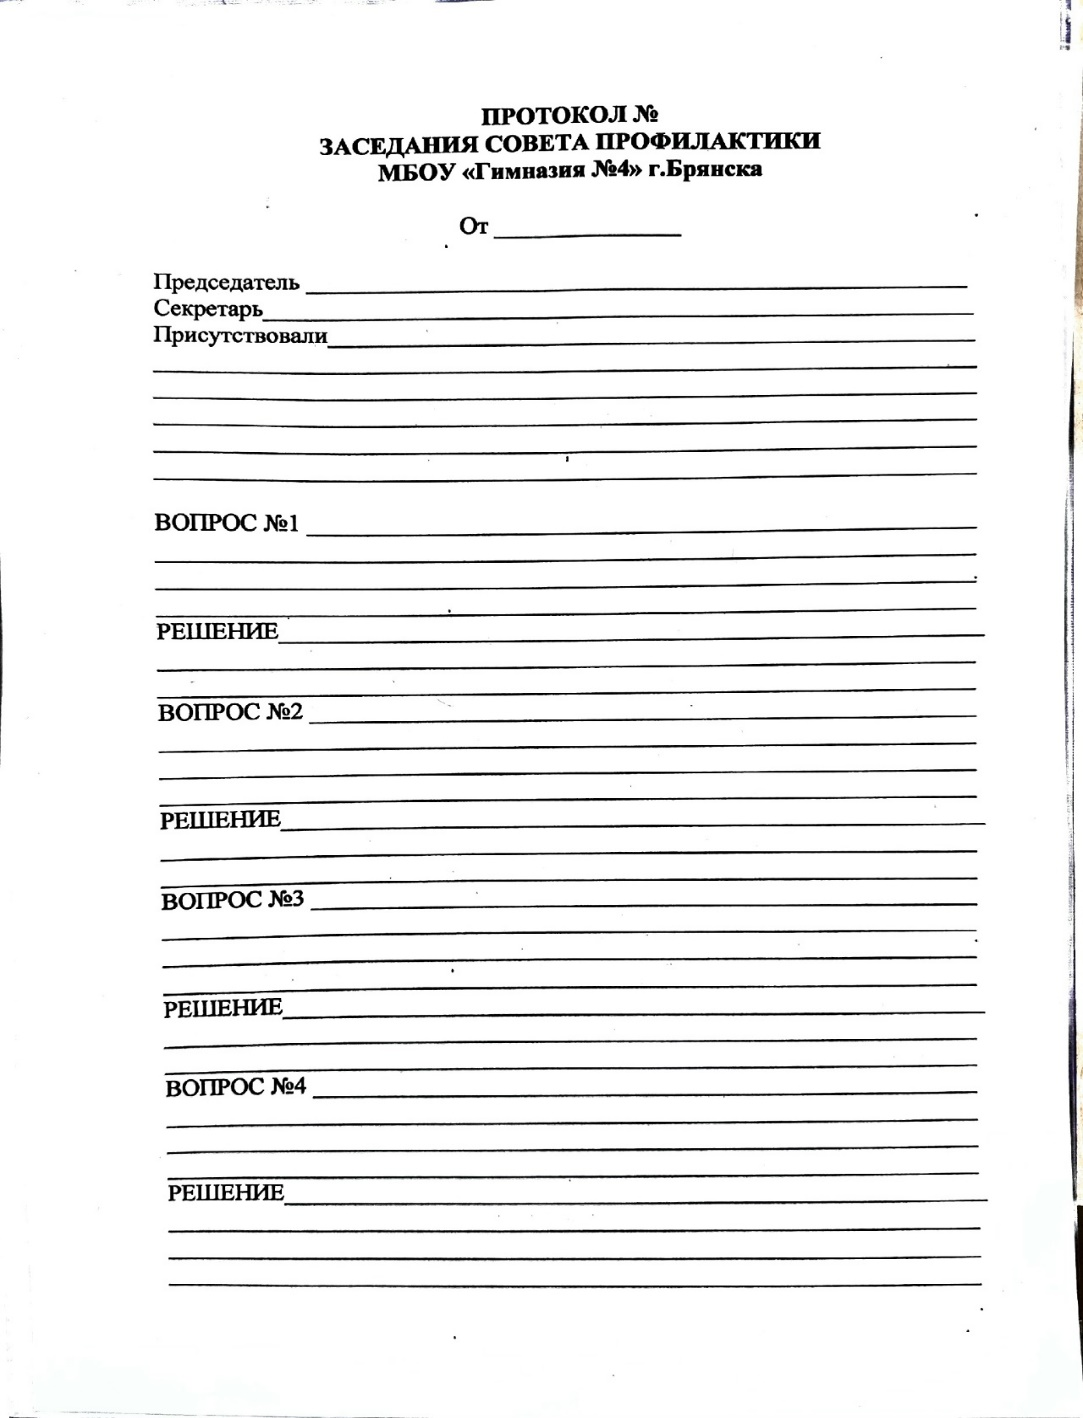 ПРОТОКОЛ №
ЗАСЕДАНИЯ СОВЕТА ПРОФИЛАКТИКИ
МБОУ «Гимназия №4» г.Брянска
От
Председатель
Секретарь
Присутствовали
ВОПРОС №1
РЕШЕНИЕ
ВОПРОС №2
РЕШЕНИЕ
ВОПРОС №3
РЕШЕНИЕ
ВОПРОС №4
РЕШЕНИЕ